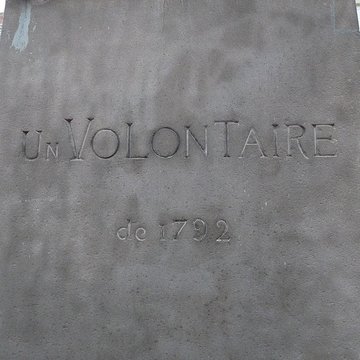 Un VOLONTAIRE
de 1792